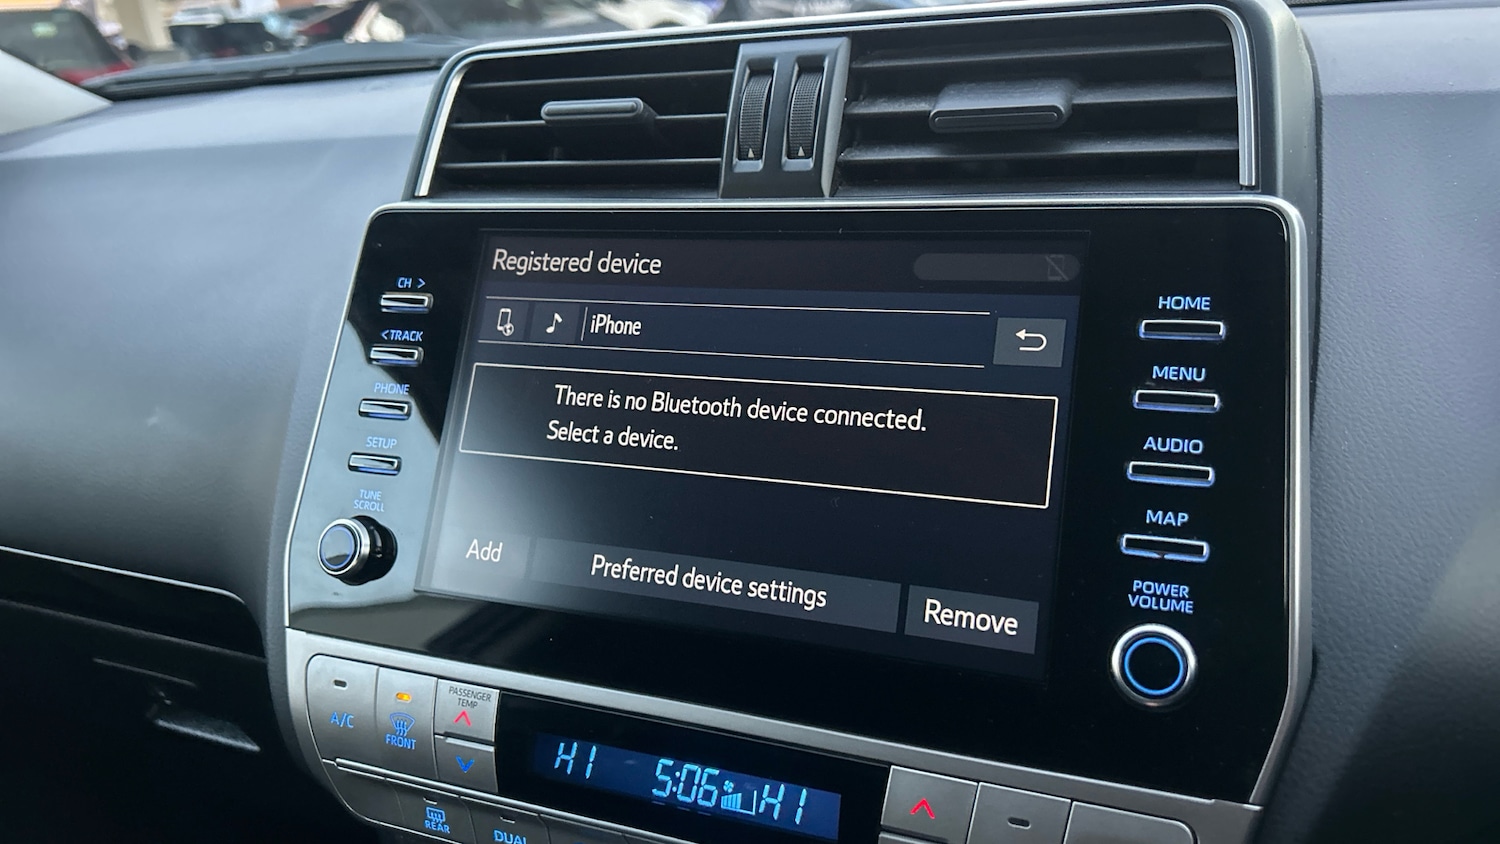 CH >
<TRACK
PHONE
SETUP
TUNE
SCROLL
Registered device
iPhone
There is no Bluetooth device connected.
Select a device.
Add
Preferred device settings
Remove
HOME
MENU
AUDIO
MAP
POWER
VOLUME
A/C
FRONT
PASSENGER
TEMP
HI
5:06
HI
REAR
DUAL